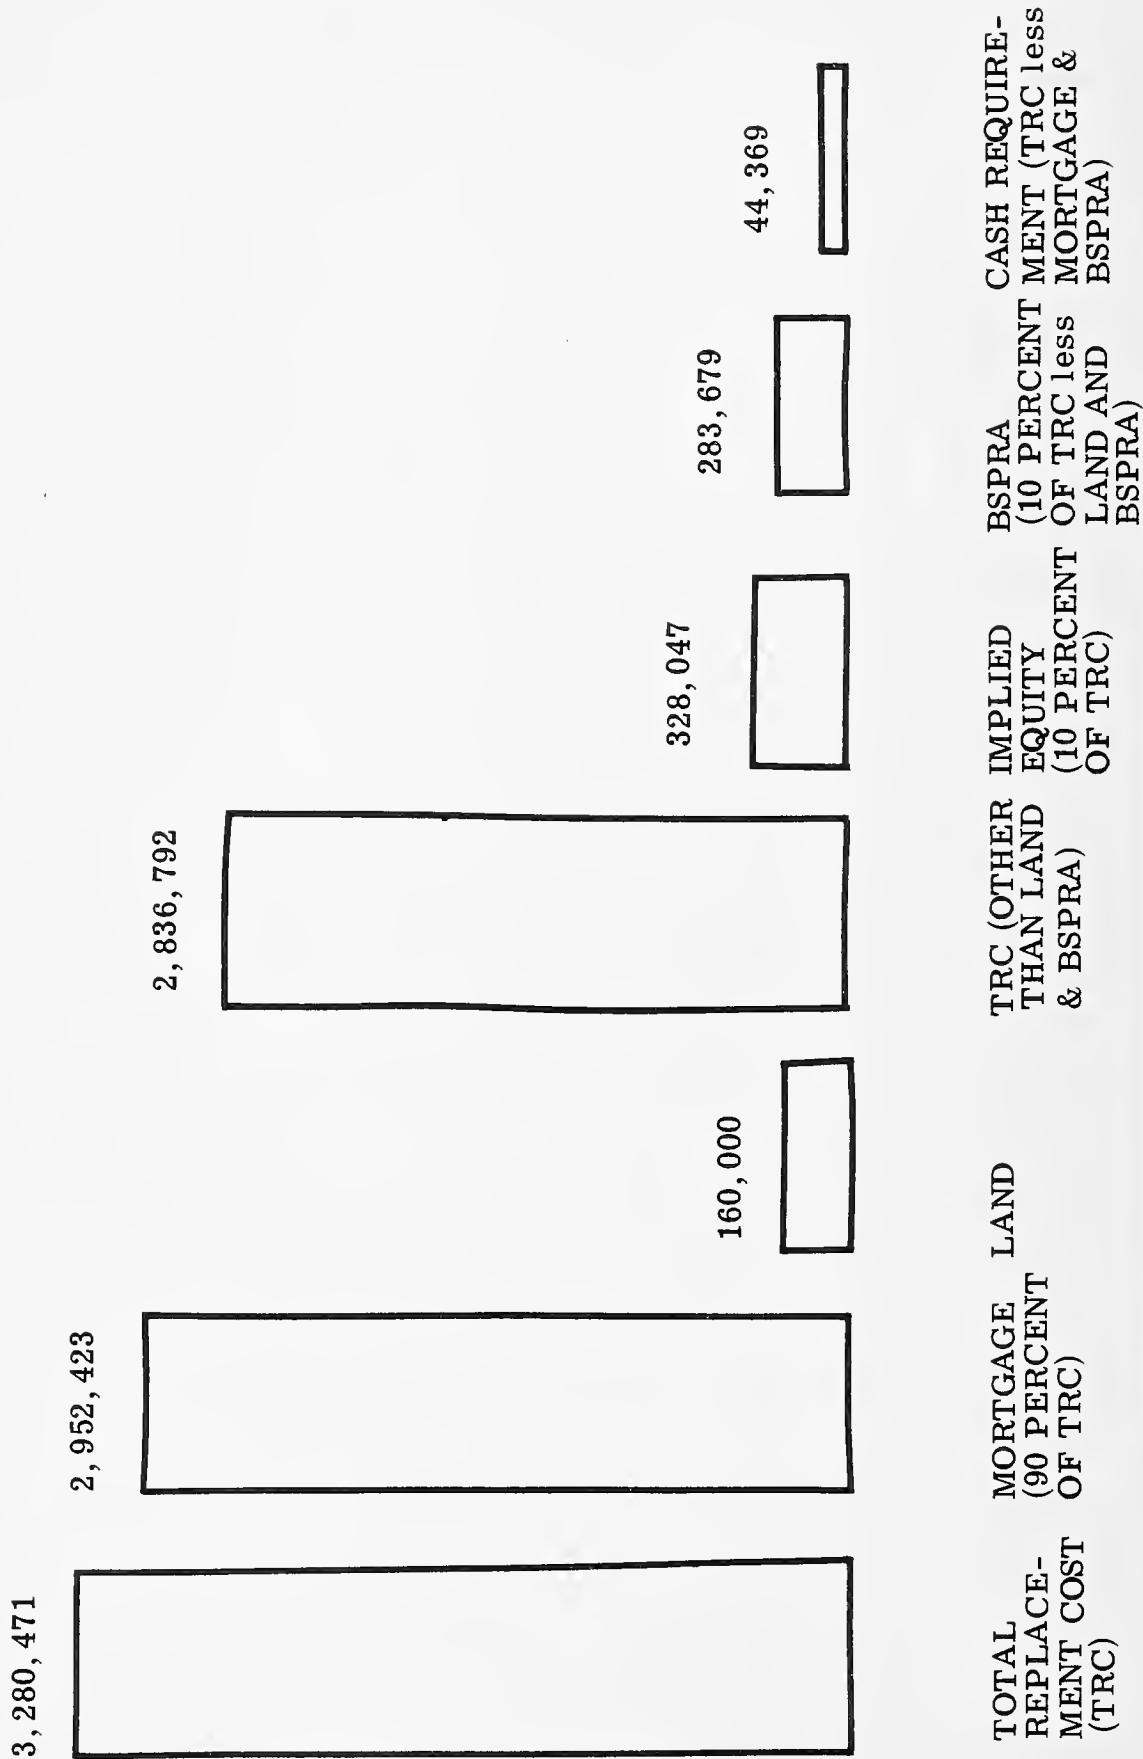 3,280,471
2,952,423
160,000
2,836,792
328,047
283,679
44,369
TOTAL
REPLACE-
MENT COST
(TRC)
MORTGAGE
(90 PERCENT
OF TRC)
LAND
TRC (OTHER
THAN LAND
& BSPRA)
IMPLIED
EQUITY
(10 PERCENT
OF TRC)
BSPRA
(10 PERCENT
OF TRC less
LAND AND
BSPRA)
CASH REQUIRE-
MENT (TRC less
MORTGAGE &
BSPRA)